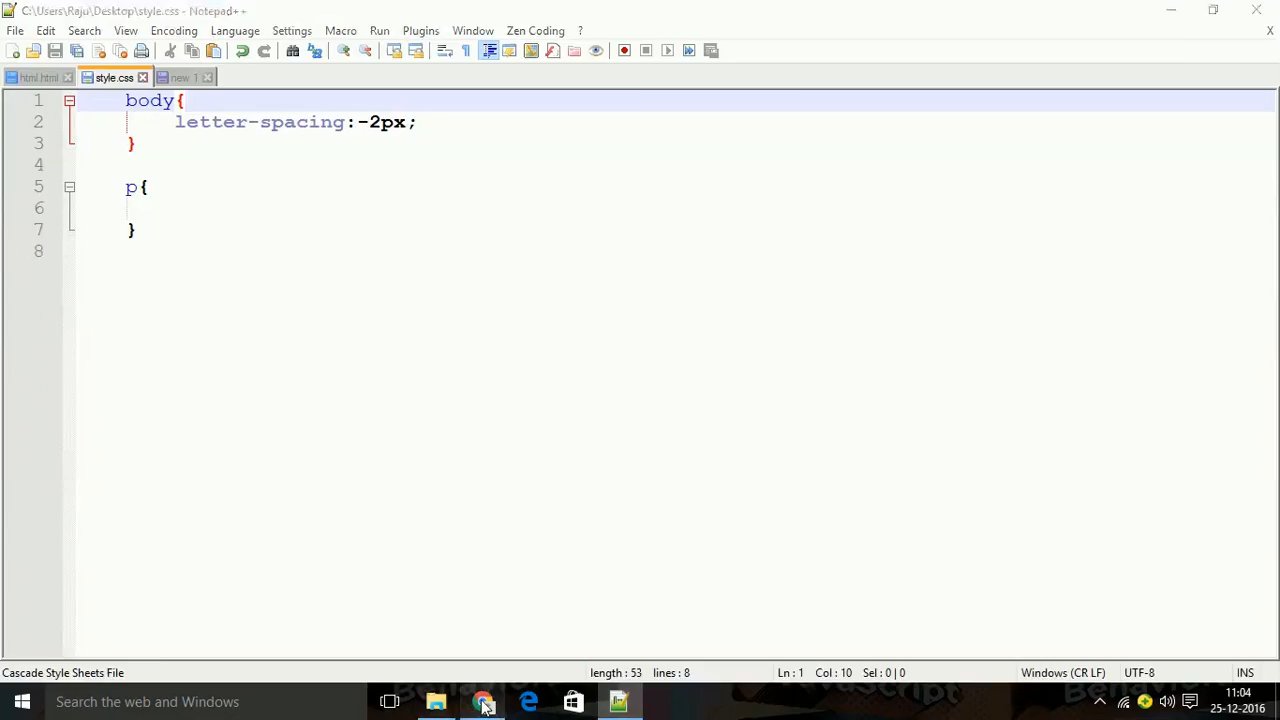 C:\Users\Raju\Desktop\style.css - Notepad++
File Edit Search View Encoding Language Settings Macro Run Plugins Window Zen Coding ? X
html.html style.css new 1
1 body{
2 letter-spacing:-2px;
3 }
4
5 p{
6
7 }
8
Cascade Style Sheets File length : 53 lines : 8 Ln : 1 Col : 10 Sel : 0 | 0 Windows (CR LF) UTF-8 INS
Search the web and Windows
11:04
25-12-2016